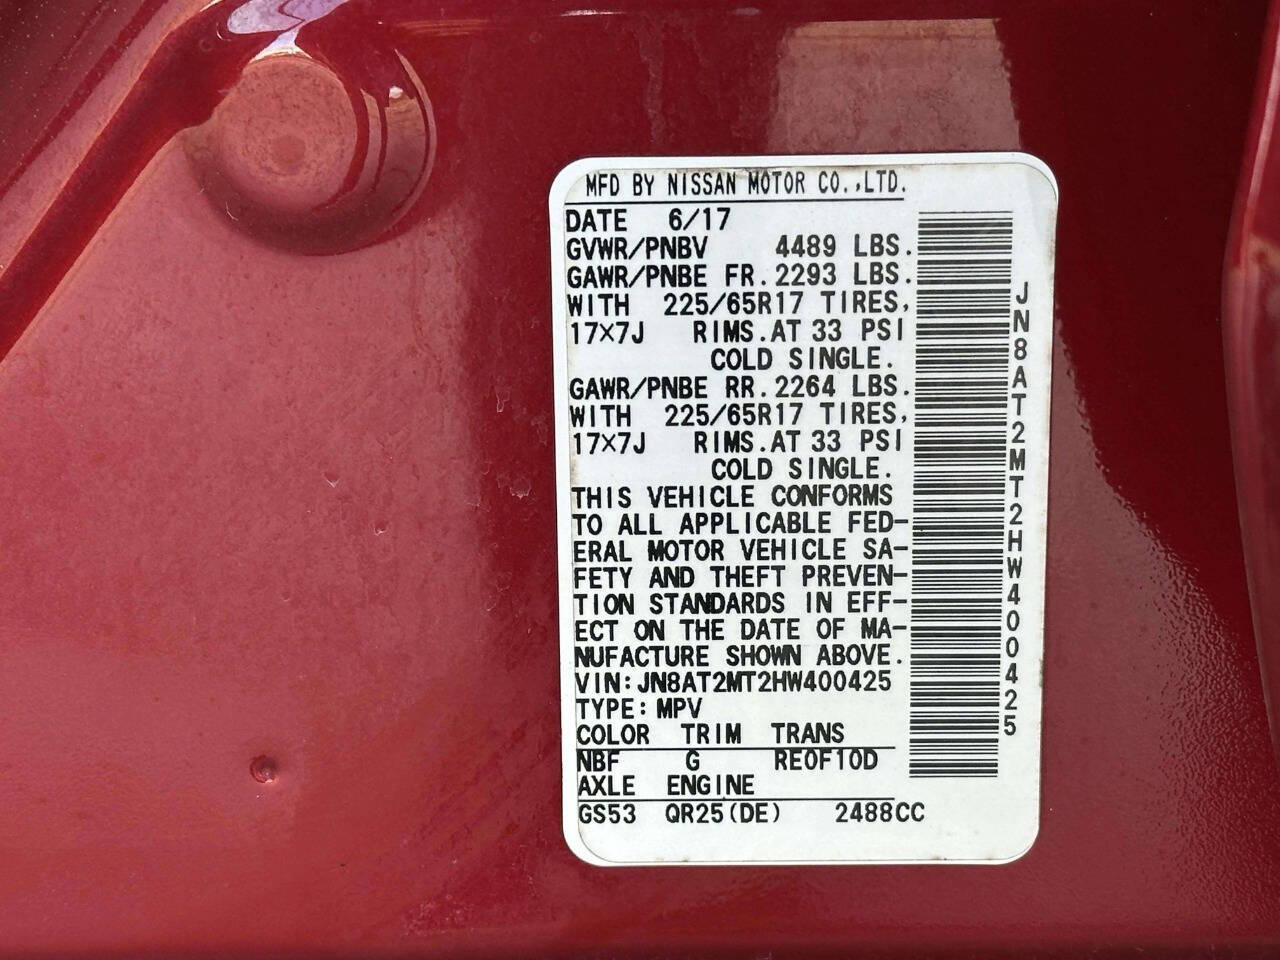 MFD BY NISSAN MOTOR CO.,LTD.
DATE 6/17
GVWR/PNBV 4489 LBS.
GAWR/PNBE FR. 2293 LBS.
WITH 225/65R17 TIRES,
17×7J RIMS. AT 33 PSI
COLD SINGLE.
GAWR/PNBE RR. 2264 LBS.
WITH 225/65R17 TIRES,
17×7J RIMS. AT 33 PSI
COLD SINGLE.
THIS VEHICLE CONFORMS
TO ALL APPLICABLE FED-
ERAL MOTOR VEHICLE SA-
FETY AND THEFT PREVEN-
TION STANDARDS IN EFF-
ECT ON THE DATE OF MA-
NUFACTURE SHOWN ABOVE.
VIN: JN8AT2MT2HW400425
TYPE: MPV
COLOR TRIM TRANS
NBF G RE0F10D
AXLE ENGINE
GS53 QR25(DE) 2488CC
JN8AT2MT2HW400425